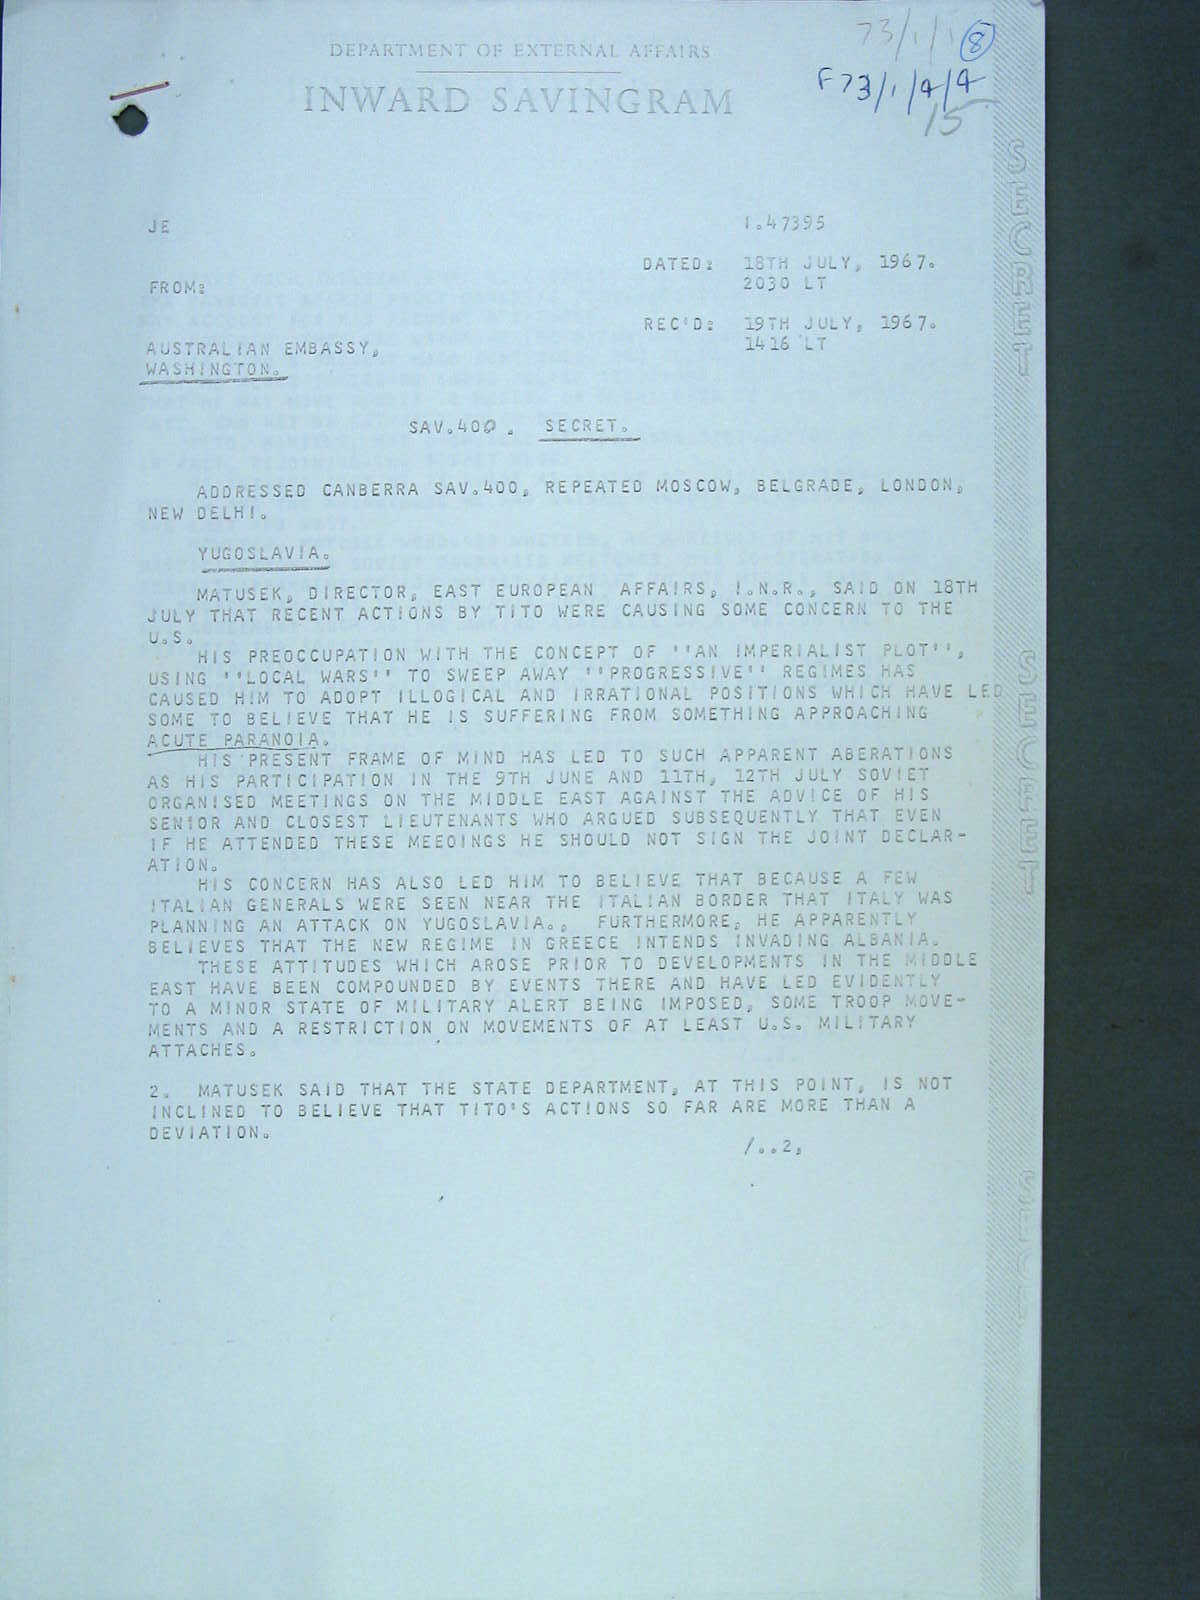 73/1/1 8
DEPARTMENT OF EXTERNAL AFFAIRS
F73/1/4/4
INWARD SAVINGRAM
15
JE
I.47395
DATED: 18TH JULY, 1967.
2030 LT
FROM:
REC'D: 19TH JULY, 1967.
1416 LT
AUSTRALIAN EMBASSY,
WASHINGTON.
SAV.400. SECRET.
ADDRESSED CANBERRA SAV.400, REPEATED MOSCOW, BELGRADE, LONDON,
NEW DELHI.
YUGOSLAVIA.
MATUSEK, DIRECTOR, EAST EUROPEAN AFFAIRS, I.N.R., SAID ON 18TH
JULY THAT RECENT ACTIONS BY TITO WERE CAUSING SOME CONCERN TO THE
U.S.
HIS PREOCCUPATION WITH THE CONCEPT OF ''AN IMPERIALIST PLOT'',
USING ''LOCAL WARS'' TO SWEEP AWAY ''PROGRESSIVE'' REGIMES HAS
CAUSED HIM TO ADOPT ILLOGICAL AND IRRATIONAL POSITIONS WHICH HAVE LED
SOME TO BELIEVE THAT HE IS SUFFERING FROM SOMETHING APPROACHING
ACUTE PARANOIA.
HIS PRESENT FRAME OF MIND HAS LED TO SUCH APPARENT ABERATIONS
AS HIS PARTICIPATION IN THE 9TH JUNE AND 11TH, 12TH JULY SOVIET
ORGANISED MEETINGS ON THE MIDDLE EAST AGAINST THE ADVICE OF HIS
SENIOR AND CLOSEST LIEUTENANTS WHO ARGUED SUBSEQUENTLY THAT EVEN
IF HE ATTENDED THESE MEEOINGS HE SHOULD NOT SIGN THE JOINT DECLAR-
ATION.
HIS CONCERN HAS ALSO LED HIM TO BELIEVE THAT BECAUSE A FEW
ITALIAN GENERALS WERE SEEN NEAR THE ITALIAN BORDER THAT ITALY WAS
PLANNING AN ATTACK ON YUGOSLAVIA., FURTHERMORE, HE APPARENTLY
BELIEVES THAT THE NEW REGIME IN GREECE INTENDS INVADING ALBANIA.
THESE ATTITUDES WHICH AROSE PRIOR TO DEVELOPMENTS IN THE MIDDLE
EAST HAVE BEEN COMPOUNDED BY EVENTS THERE AND HAVE LED EVIDENTLY
TO A MINOR STATE OF MILITARY ALERT BEING IMPOSED, SOME TROOP MOVE-
MENTS AND A RESTRICTION ON MOVEMENTS OF AT LEAST U.S. MILITARY
ATTACHES.
2. MATUSEK SAID THAT THE STATE DEPARTMENT, AT THIS POINT, IS NOT
INCLINED TO BELIEVE THAT TITO'S ACTIONS SO FAR ARE MORE THAN A
DEVIATION.
/..2,
SECRET
SECRET